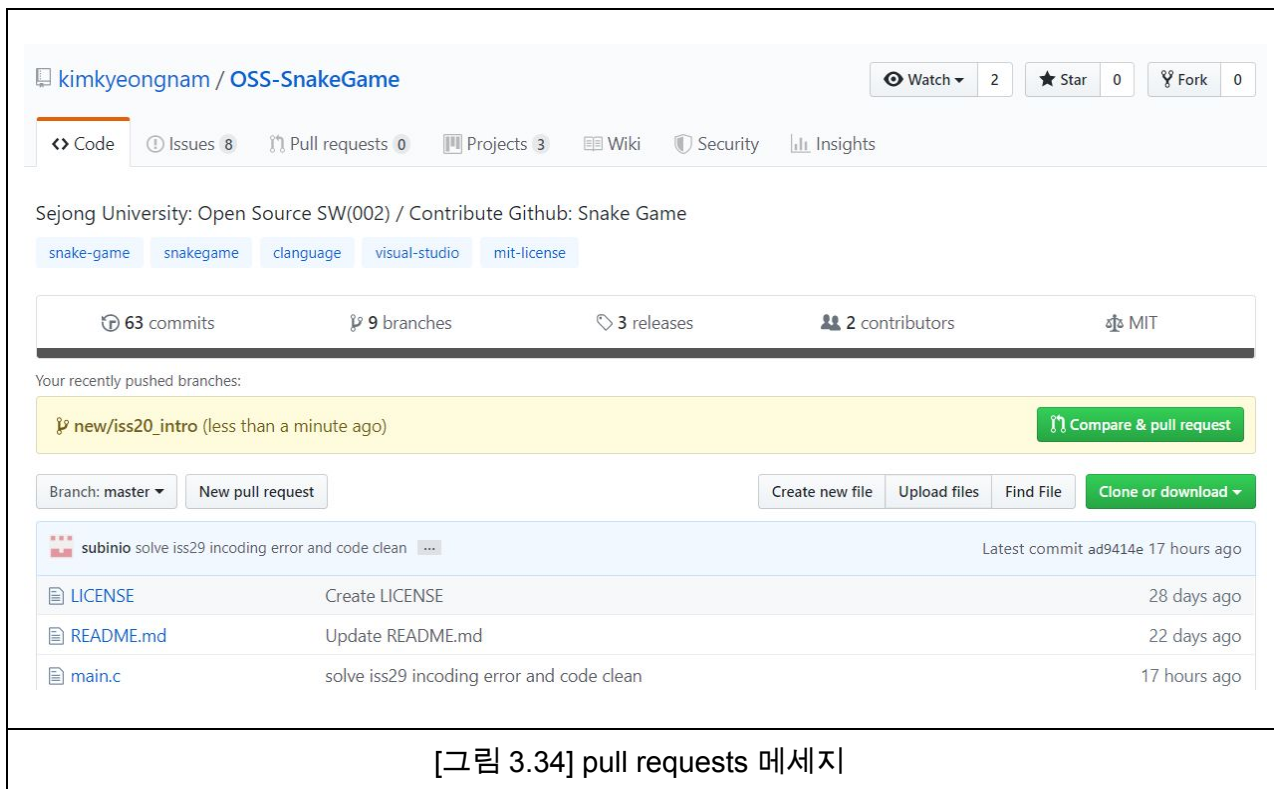 kimkyeongnam / OSS-SnakeGame
Watch 2 Star 0 Fork 0
Code Issues 8 Pull requests 0 Projects 3 Wiki Security Insights
Sejong University: Open Source SW(002) / Contribute Github: Snake Game
snake-game snakegame clanguage visual-studio mit-license
63 commits 9 branches 3 releases 2 contributors MIT
Your recently pushed branches:
new/iss20_intro (less than a minute ago) Compare & pull request
Branch: master New pull request Create new file Upload files Find File Clone or download
subinio solve iss29 incoding error and code clean ... Latest commit ad9414e 17 hours ago
LICENSE Create LICENSE 28 days ago
README.md Update README.md 22 days ago
main.c solve iss29 incoding error and code clean 17 hours ago
[그림 3.34] pull requests 메세지